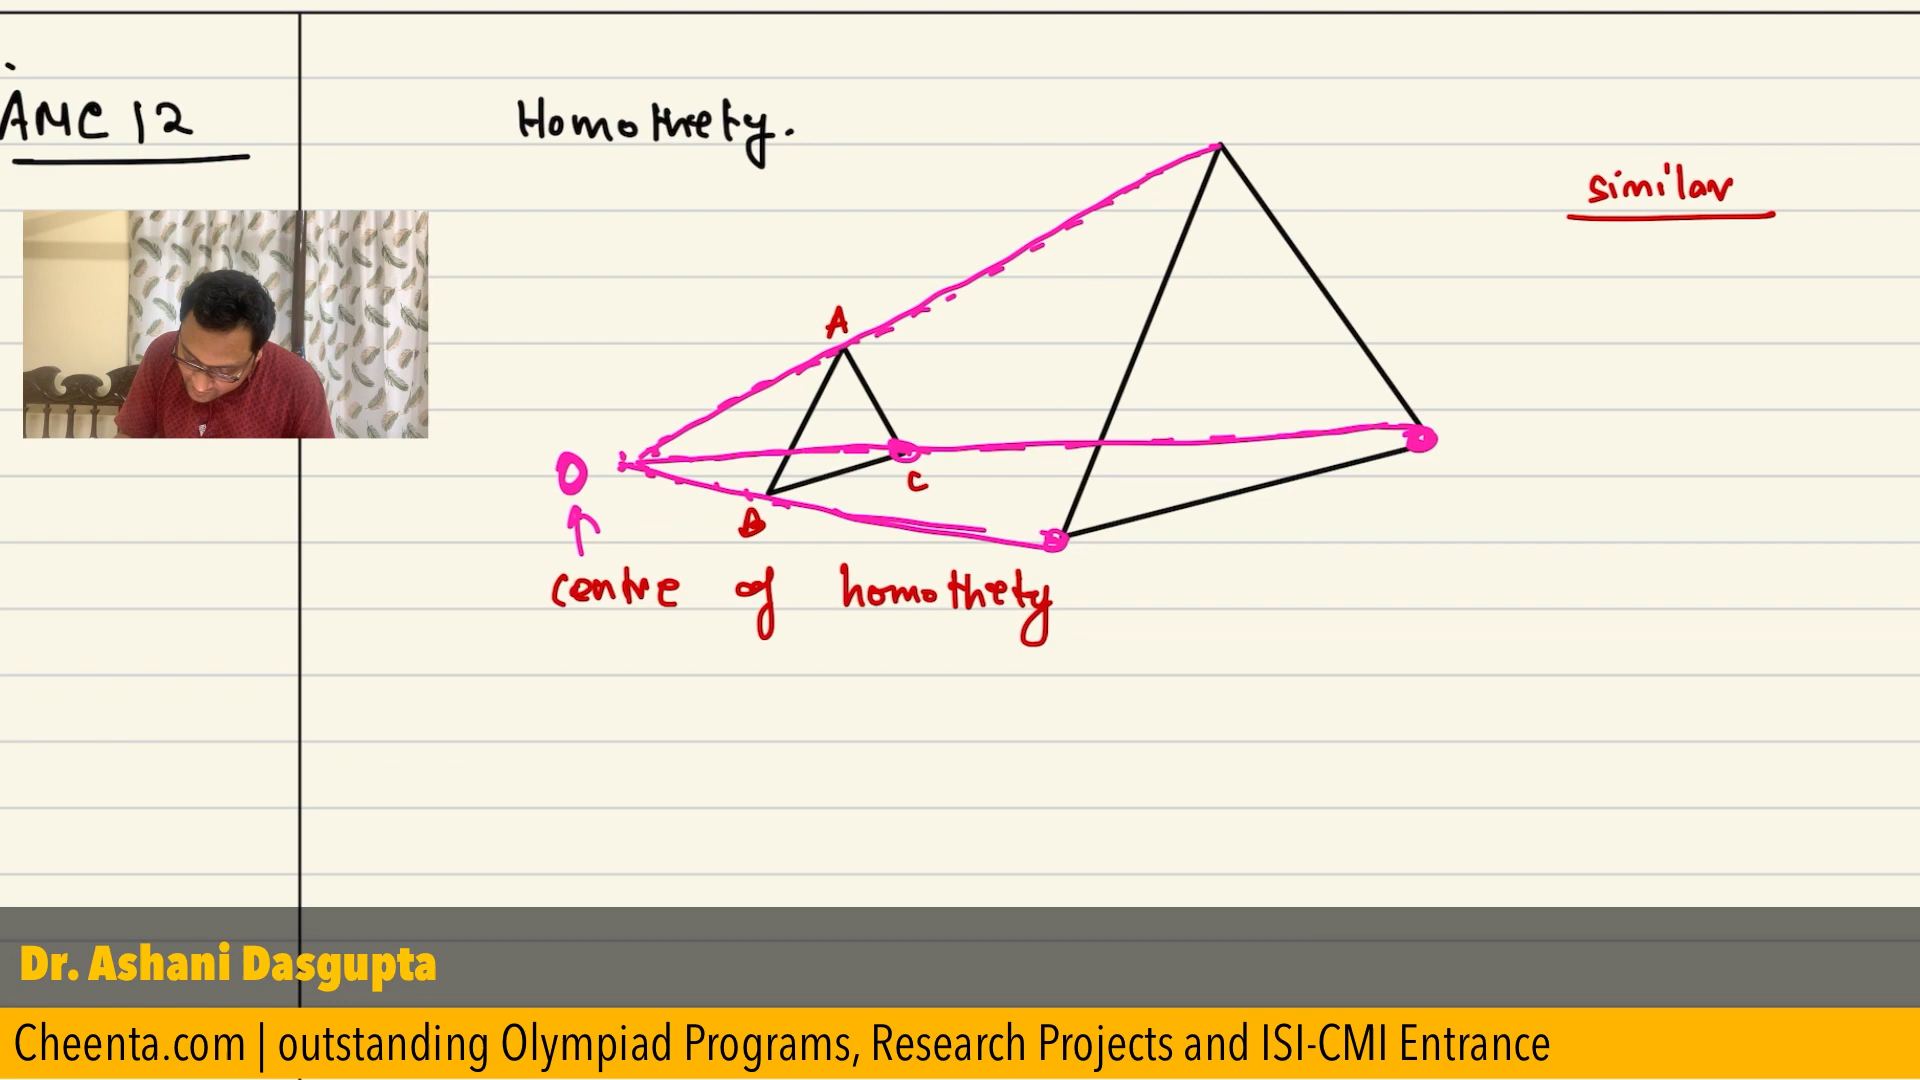 AMC 12
Homothety.
similar
A
O
C
B
centre of homothety
Dr. Ashani Dasgupta
Cheenta.com | outstanding Olympiad Programs, Research Projects and ISI-CMI Entrance